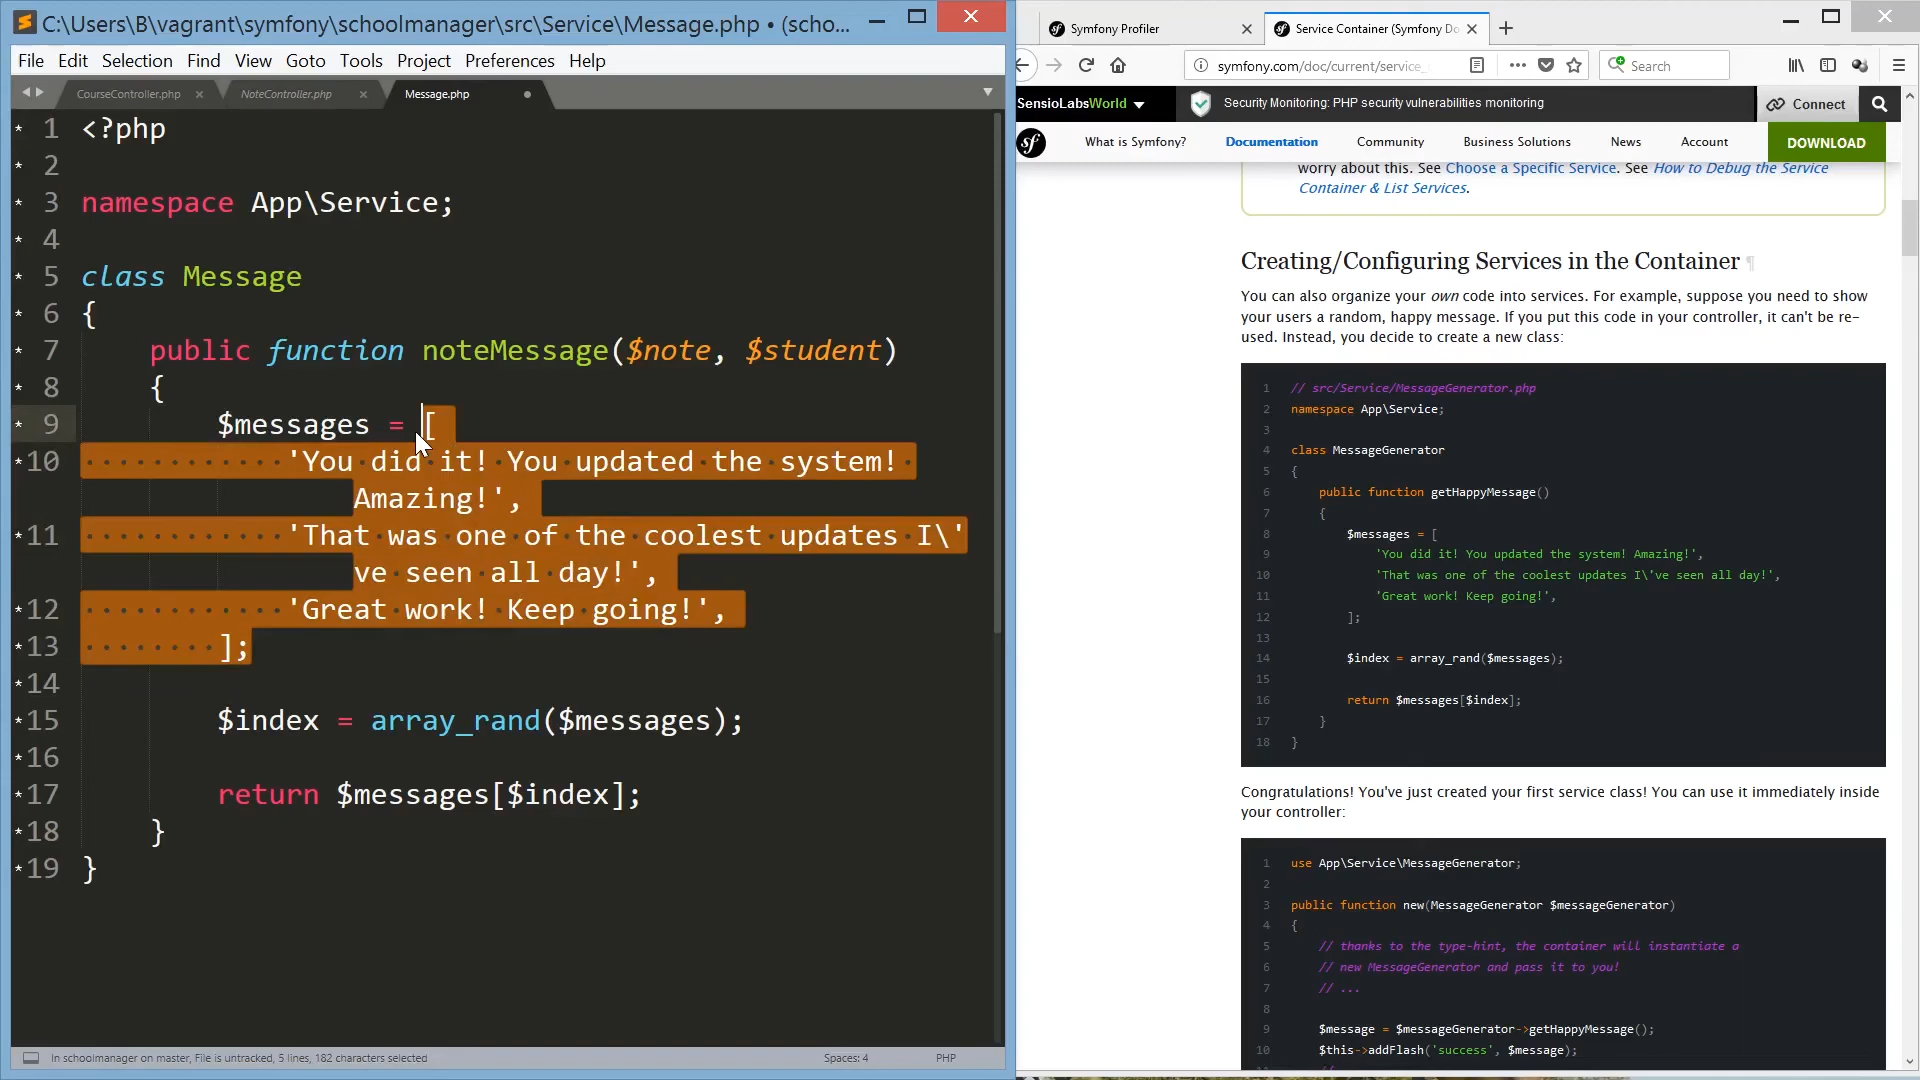 C:\Users\B\vagrant\symfony\schoolmanager\src\Service\Message.php • (scho...
File Edit Selection Find View Goto Tools Project Preferences Help
CourseController.php NoteController.php Message.php
1 <?php
2
3 namespace App\Service;
4
5 class Message
6 {
7 public function noteMessage($note, $student)
8 {
9 $messages = [
10 'You did it! You updated the system!
Amazing!',
11 'That was one of the coolest updates I\'
ve seen all day!',
12 'Great work! Keep going!',
13 ];
14
15 $index = array_rand($messages);
16
17 return $messages[$index];
18 }
19 }
In schoolmanager on master, File is untracked, 5 lines, 182 characters selected Spaces: 4 PHP
Symfony Profiler Service Container (Symfony Do
symfony.com/doc/current/service_ Search
SensioLabsWorld Security Monitoring: PHP security vulnerabilities monitoring Connect
sf What is Symfony? Documentation Community Business Solutions News Account DOWNLOAD
worry about this. See Choose a Specific Service. See How to Debug the Service
Container & List Services.
Creating/Configuring Services in the Container ¶
You can also organize your own code into services. For example, suppose you need to show
your users a random, happy message. If you put this code in your controller, it can't be re-
used. Instead, you decide to create a new class:
1 // src/Service/MessageGenerator.php
2 namespace App\Service;
3
4 class MessageGenerator
5 {
6 public function getHappyMessage()
7 {
8 $messages = [
9 'You did it! You updated the system! Amazing!',
10 'That was one of the coolest updates I\'ve seen all day!',
11 'Great work! Keep going!',
12 ];
13
14 $index = array_rand($messages);
15
16 return $messages[$index];
17 }
18 }
Congratulations! You've just created your first service class! You can use it immediately inside
your controller:
1 use App\Service\MessageGenerator;
2
3 public function new(MessageGenerator $messageGenerator)
4 {
5 // thanks to the type-hint, the container will instantiate a
6 // new MessageGenerator and pass it to you!
7 // ...
8
9 $message = $messageGenerator->getHappyMessage();
10 $this->addFlash('success', $message);